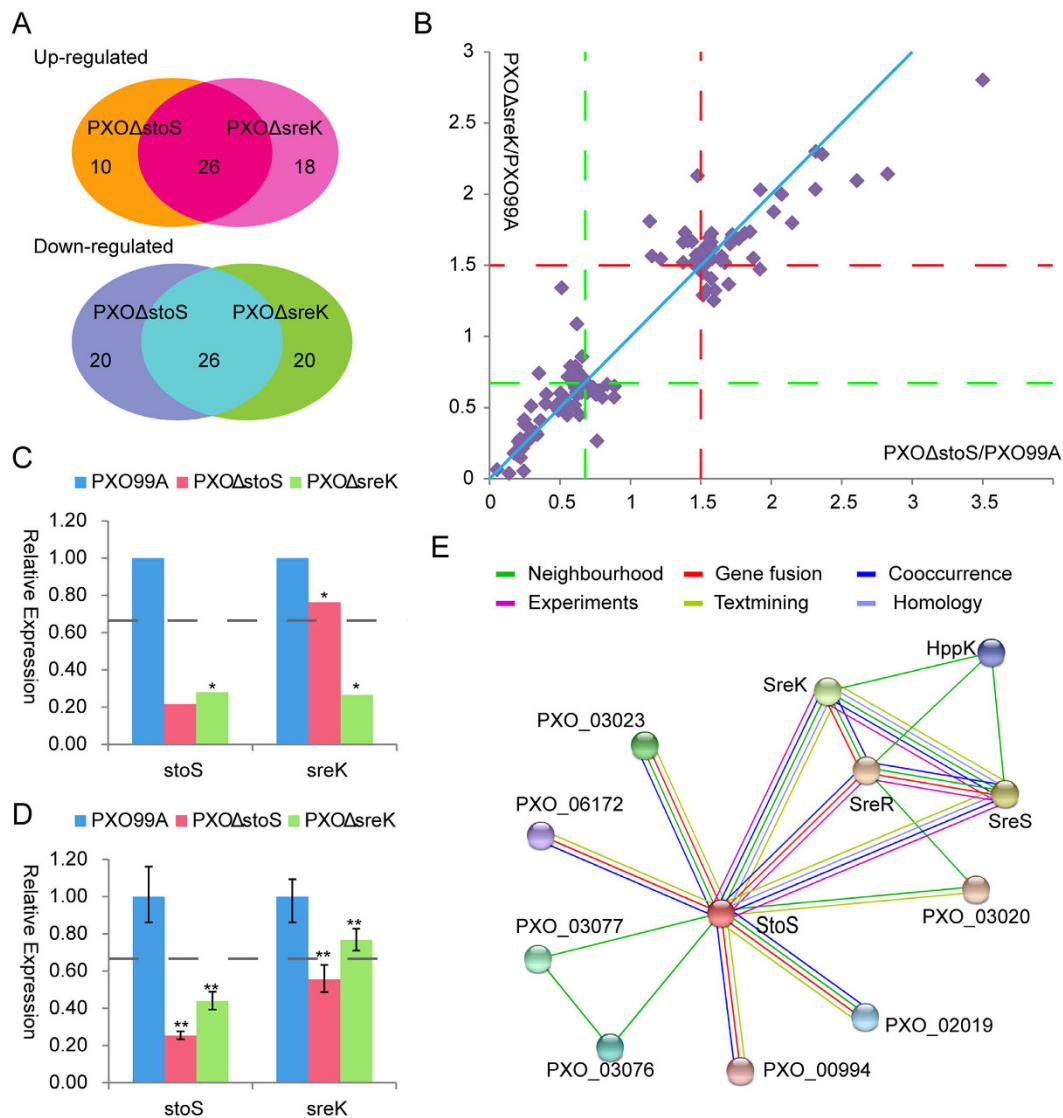 A
Up-regulated
PXOΔstoS PXOΔsreK
10 26 18
Down-regulated
PXOΔstoS PXOΔsreK
20 26 20
B
PXOΔsreK/PXO99A
3
2.5
2
1.5
1
0.5
0
0 0.5 1 1.5 2 2.5 3 3.5
PXOΔstoS/PXO99A
C
PXO99A PXOΔstoS PXOΔsreK
Relative Expression
1.20
1.00
0.80
0.60
0.40
0.20
0.00
* * *
stoS sreK
D
PXO99A PXOΔstoS PXOΔsreK
Relative Expression
1.20
1.00
0.80
0.60
0.40
0.20
0.00
** ** ** **
stoS sreK
E
Neighbourhood Gene fusion Cooccurrence
Experiments Textmining Homology
HppK
SreK
PXO_03023
SreR
SreS
PXO_06172
PXO_03020
StoS
PXO_03077
PXO_02019
PXO_03076
PXO_00994